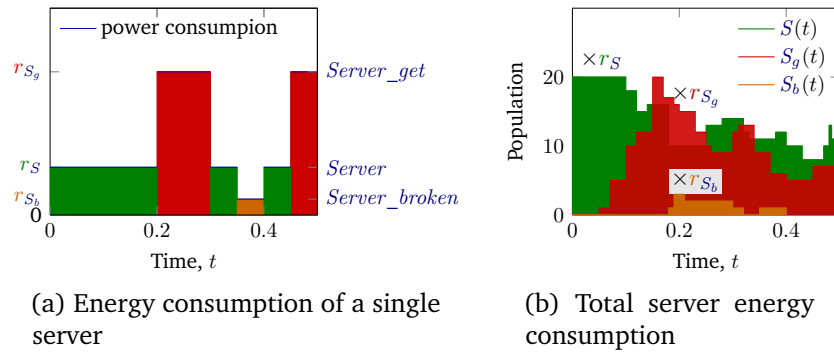 power consumpion
r_{S_g}
r_S
r_{S_b}
0
Server_get
Server
Server_broken
0 0.2 0.4
Time, t
(a) Energy consumption of a single
server
S(t)
S_g(t)
S_b(t)
×r_S
×r_{S_g}
×r_{S_b}
Population
20
10
0
0 0.2 0.4
Time, t
(b) Total server energy
consumption